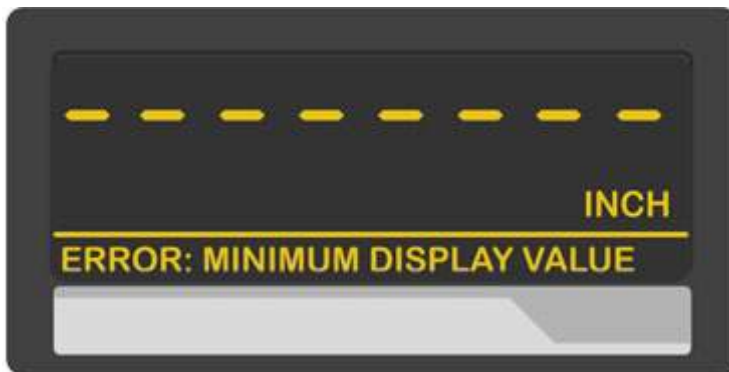 - - - - - - - -
INCH
ERROR: MINIMUM DISPLAY VALUE